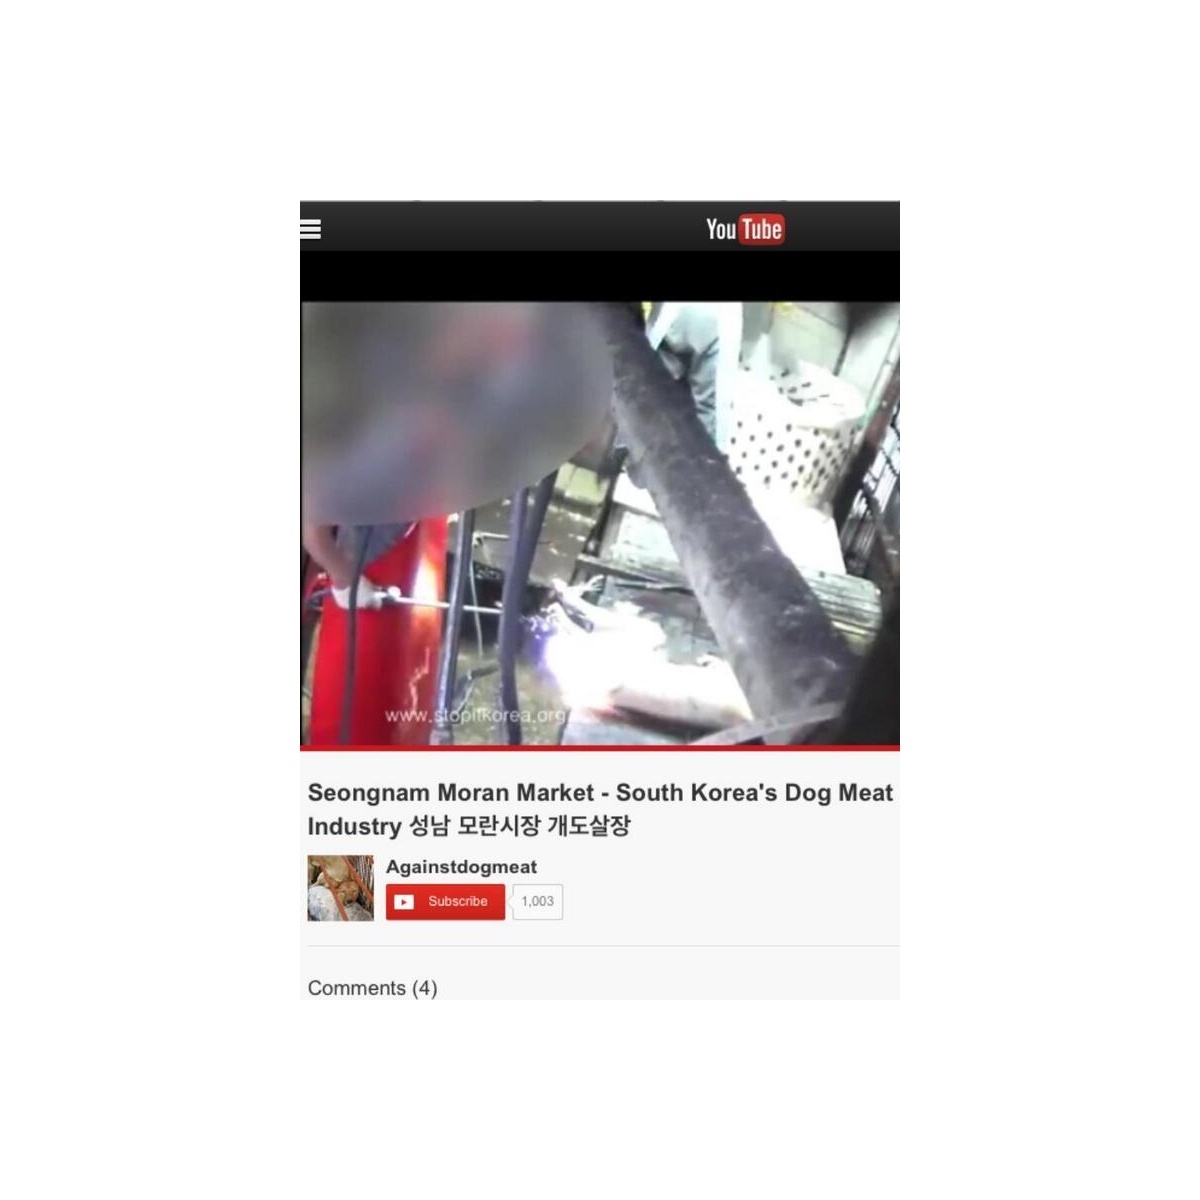 YouTube
www.stopitkorea.org
Seongnam Moran Market - South Korea's Dog Meat
Industry 성남 모란시장 개도살장
Againstdogmeat
Subscribe 1,003
Comments (4)